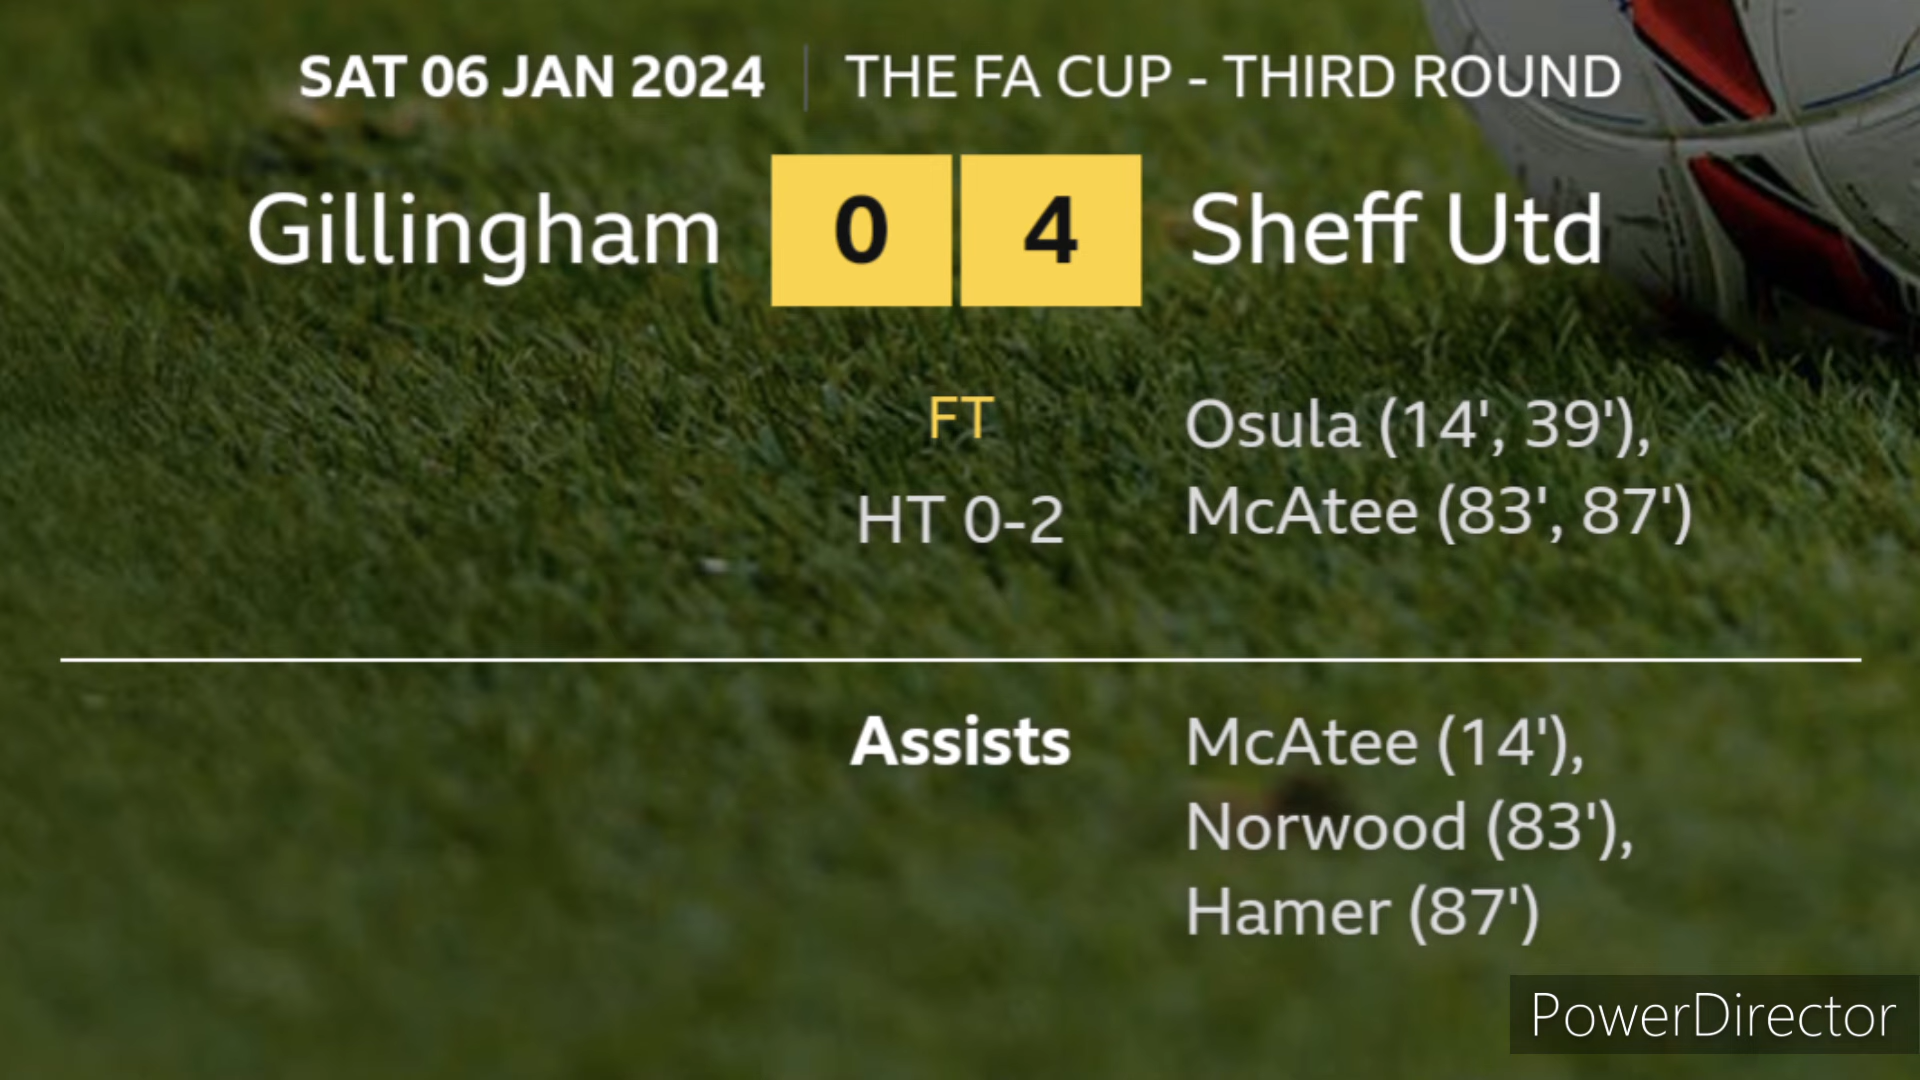 SAT 06 JAN 2024 THE FA CUP - THIRD ROUND
Gillingham 0 4 Sheff Utd
FT
HT 0-2
Osula (14', 39'),
McAtee (83', 87')
Assists
McAtee (14'),
Norwood (83'),
Hamer (87')
PowerDirector